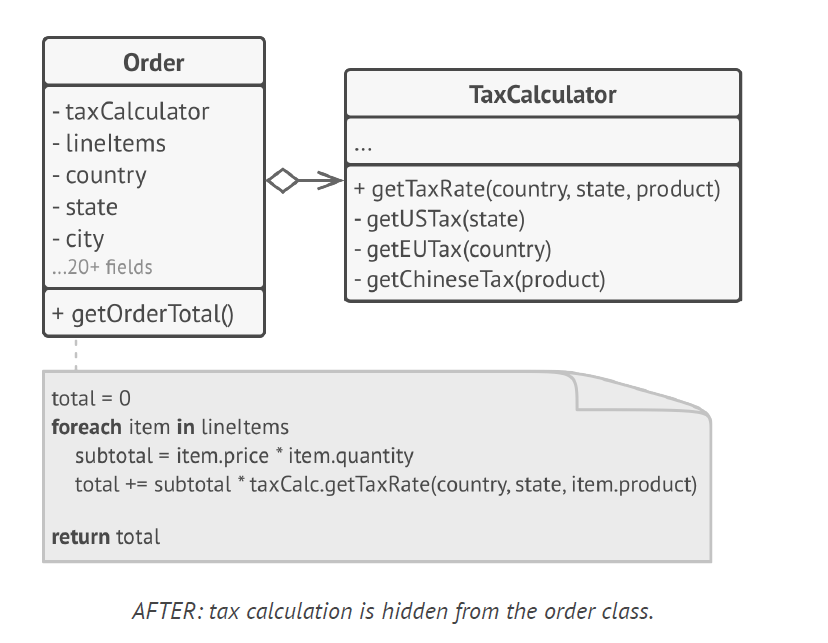 Order
- taxCalculator
- lineItems
- country
- state
- city
...20+ fields
+ getOrderTotal()
TaxCalculator
...
+ getTaxRate(country, state, product)
- getUSTax(state)
- getEUTax(country)
- getChineseTax(product)
total = 0
foreach item in lineItems
subtotal = item.price * item.quantity
total += subtotal * taxCalc.getTaxRate(country, state, item.product)
return total
AFTER: tax calculation is hidden from the order class.